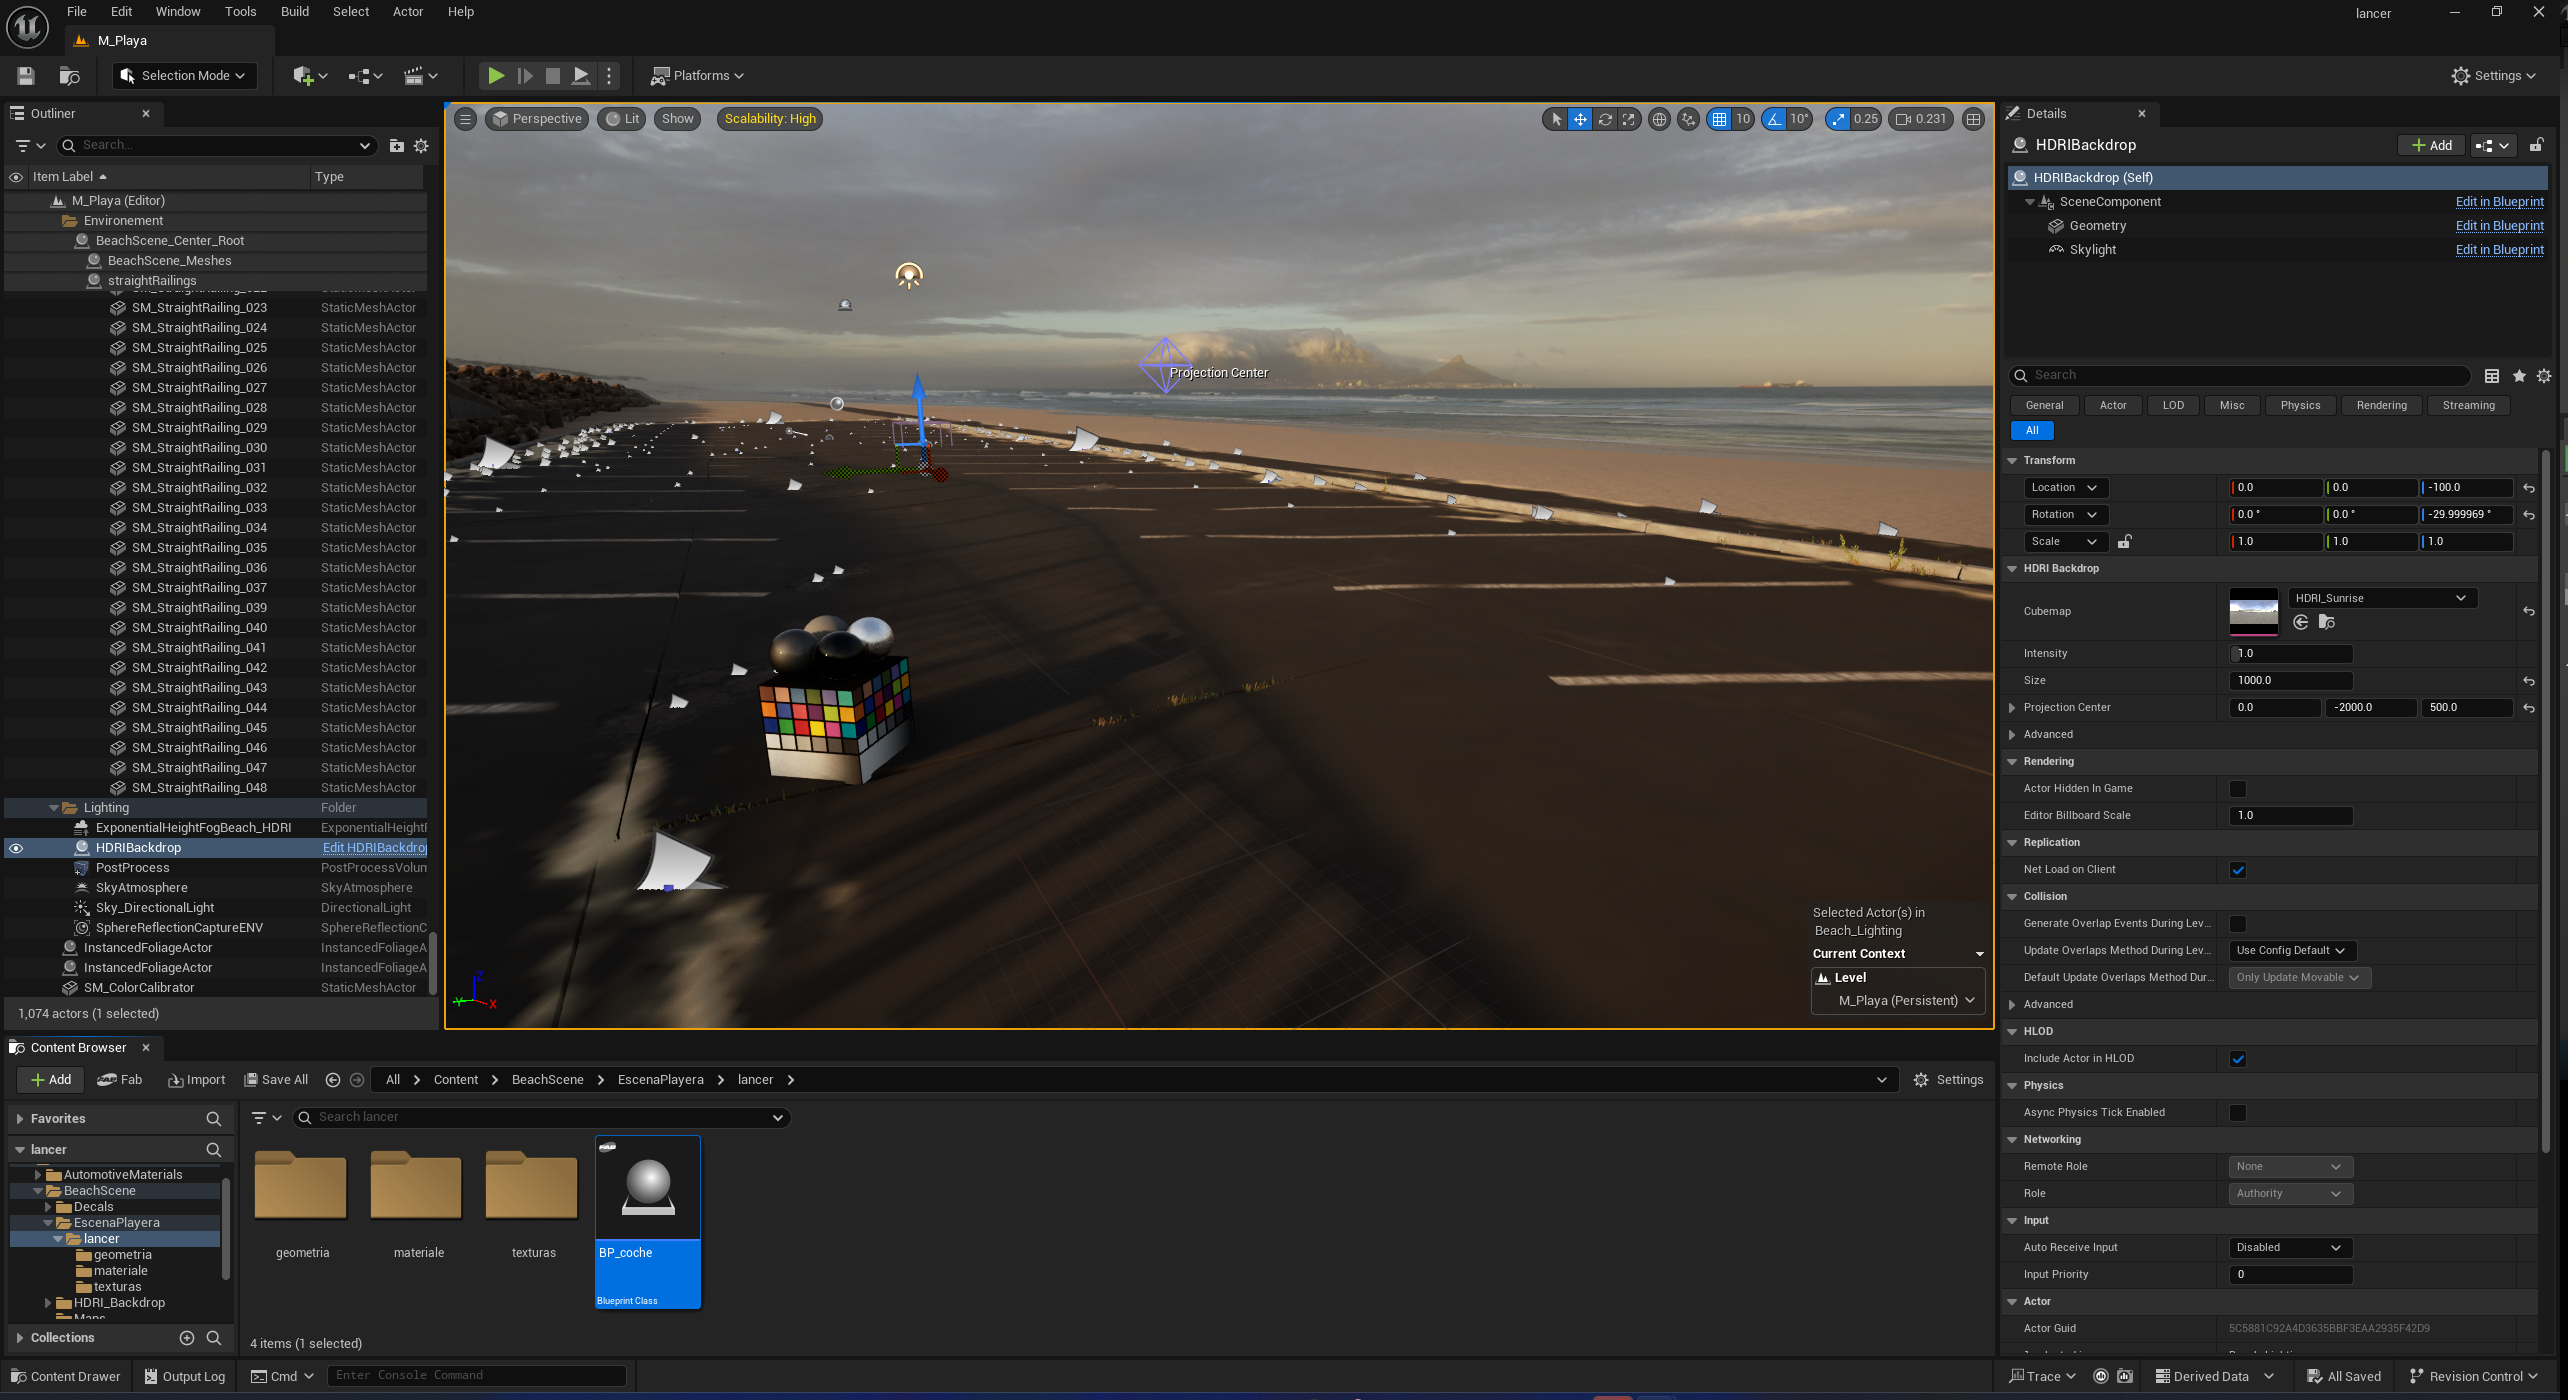 File Edit Window Tools Build Select Actor Help
lancer
M_Playa
Selection Mode
Platforms
Settings
Outliner
Search...
Item Label Type
M_Playa (Editor)
Environement
BeachScene_Center_Root
BeachScene_Meshes
straightRailings
SM_StraightRailing_023 StaticMeshActor
SM_StraightRailing_024 StaticMeshActor
SM_StraightRailing_025 StaticMeshActor
SM_StraightRailing_026 StaticMeshActor
SM_StraightRailing_027 StaticMeshActor
SM_StraightRailing_028 StaticMeshActor
SM_StraightRailing_029 StaticMeshActor
SM_StraightRailing_030 StaticMeshActor
SM_StraightRailing_031 StaticMeshActor
SM_StraightRailing_032 StaticMeshActor
SM_StraightRailing_033 StaticMeshActor
SM_StraightRailing_034 StaticMeshActor
SM_StraightRailing_035 StaticMeshActor
SM_StraightRailing_036 StaticMeshActor
SM_StraightRailing_037 StaticMeshActor
SM_StraightRailing_039 StaticMeshActor
SM_StraightRailing_040 StaticMeshActor
SM_StraightRailing_041 StaticMeshActor
SM_StraightRailing_042 StaticMeshActor
SM_StraightRailing_043 StaticMeshActor
SM_StraightRailing_044 StaticMeshActor
SM_StraightRailing_045 StaticMeshActor
SM_StraightRailing_046 StaticMeshActor
SM_StraightRailing_047 StaticMeshActor
SM_StraightRailing_048 StaticMeshActor
Lighting Folder
ExponentialHeightFogBeach_HDRI ExponentialHeightF
HDRIBackdrop Edit HDRIBackdrop
PostProcess PostProcessVolum
SkyAtmosphere SkyAtmosphere
Sky_DirectionalLight DirectionalLight
SphereReflectionCaptureENV SphereReflectionC
InstancedFoliageActor InstancedFoliageA
InstancedFoliageActor InstancedFoliageA
SM_ColorCalibrator StaticMeshActor
1,074 actors (1 selected)
Perspective Lit Show Scalability: High
10 10° 0.25 0.231
Projection Center
Selected Actor(s) in
Beach_Lighting
Current Context
Level
M_Playa (Persistent)
Z
Y
X
Details
HDRIBackdrop
Add
HDRIBackdrop (Self)
SceneComponent Edit in Blueprint
Geometry Edit in Blueprint
Skylight Edit in Blueprint
Search
General Actor LOD Misc Physics Rendering Streaming
All
Transform
Location 0.0 0.0 -100.0
Rotation 0.0 ° 0.0 ° -29.999969 °
Scale 1.0 1.0 1.0
HDRI Backdrop
Cubemap
HDRI_Sunrise
Intensity 1.0
Size 1000.0
Projection Center 0.0 -2000.0 500.0
Advanced
Rendering
Actor Hidden In Game
Editor Billboard Scale 1.0
Replication
Net Load on Client
Collision
Generate Overlap Events During Lev...
Update Overlaps Method During Lev... Use Config Default
Default Update Overlaps Method Dur... Only Update Movable
Advanced
HLOD
Include Actor in HLOD
Physics
Async Physics Tick Enabled
Networking
Remote Role None
Role Authority
Input
Auto Receive Input Disabled
Input Priority 0
Actor
Actor Guid 5C5881C92A4D3635BBF3EAA2935F42D9
Content Browser
Add Fab Import Save All All Content BeachScene EscenaPlayera lancer Settings
Favorites
lancer
AutomotiveMaterials
BeachScene
Decals
EscenaPlayera
lancer
geometria
materiale
texturas
HDRI_Backdrop
Maps
Collections
Search lancer
geometria materiale texturas BP_coche
Blueprint Class
4 items (1 selected)
Content Drawer Output Log Cmd Enter Console Command Trace Derived Data All Saved Revision Control